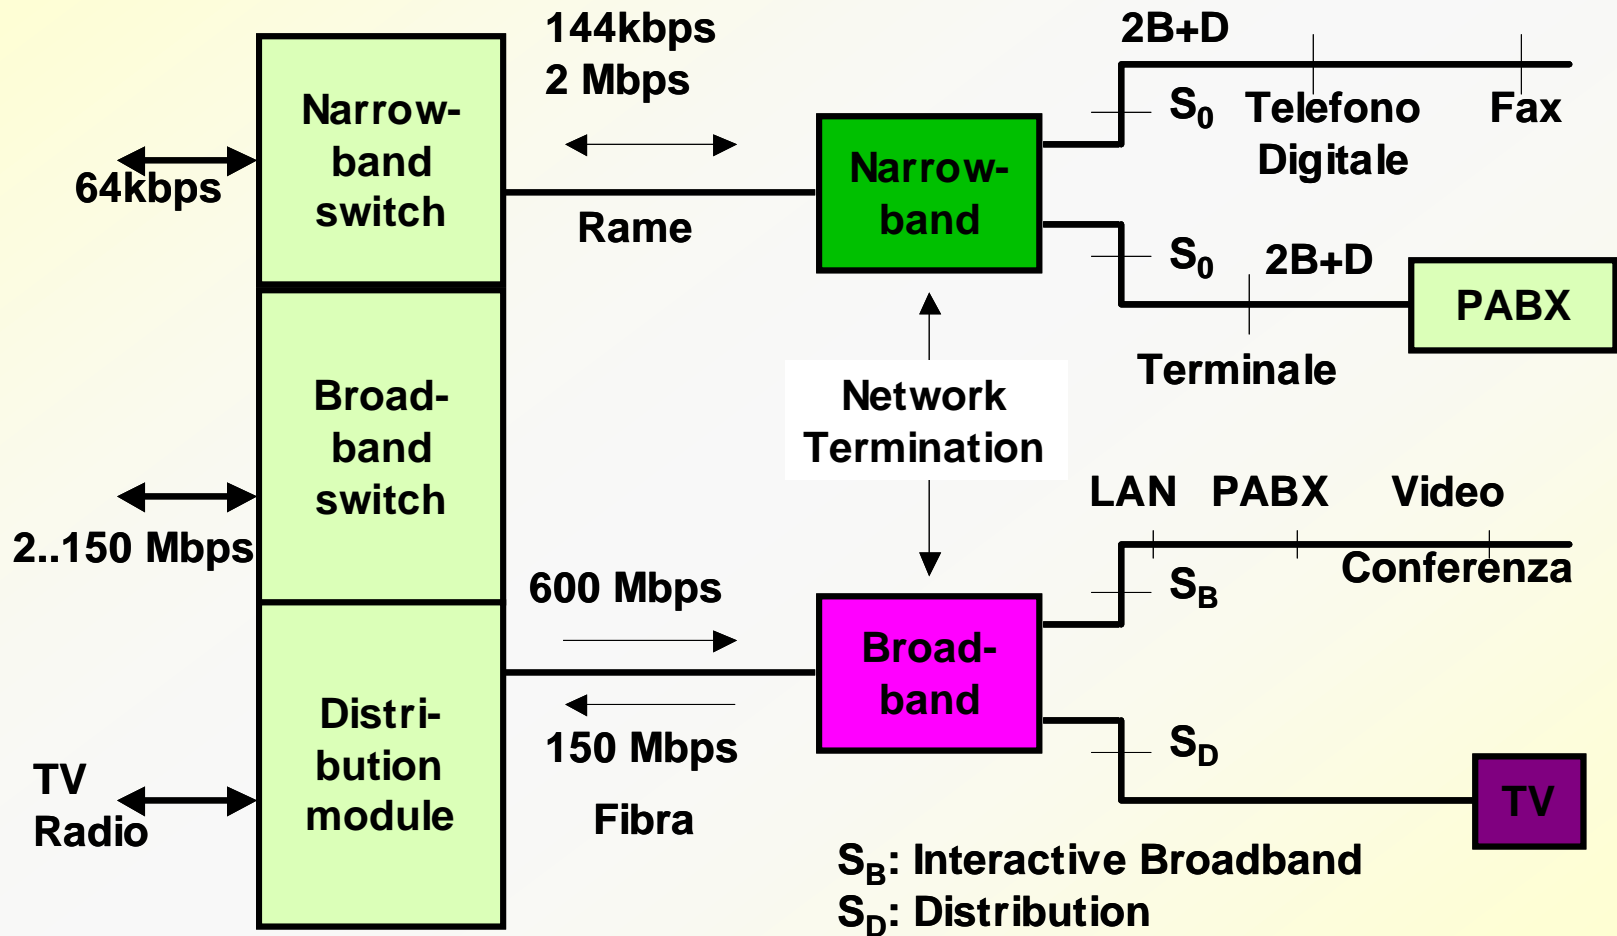 144kbps
2 Mbps
2B+D
Narrow-
band
switch
64kbps
Rame
Narrow-
band
S0
Telefono
Digitale
Fax
S0
2B+D
PABX
Terminale
Network
Termination
Broad-
band
switch
2..150 Mbps
LAN
PABX
Video
Conferenza
SB
600 Mbps
150 Mbps
Fibra
Broad-
band
SD
TV
Distri-
bution
module
TV
Radio
SB: Interactive Broadband
SD: Distribution